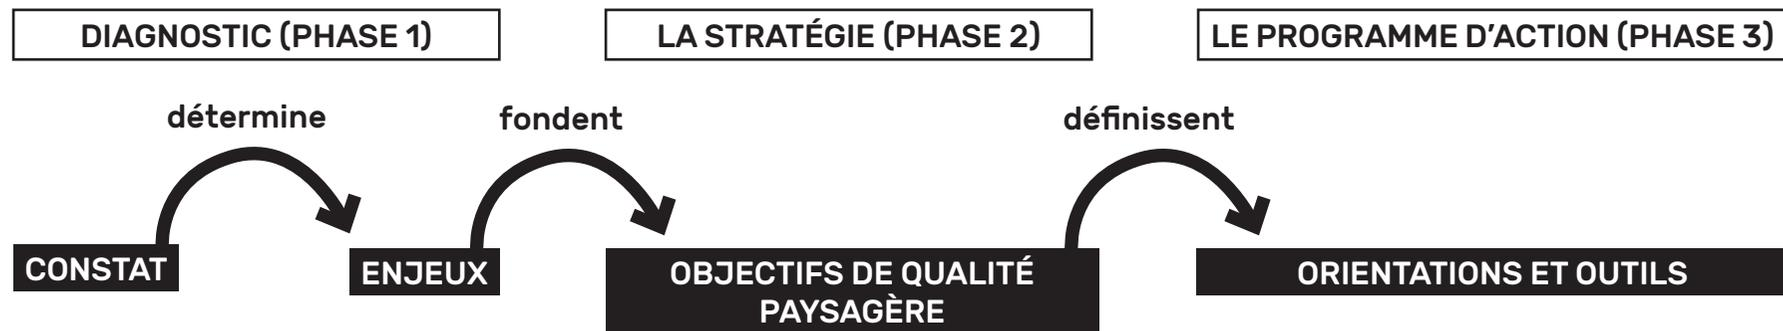 DIAGNOSTIC (PHASE 1)
LA STRATÉGIE (PHASE 2)
LE PROGRAMME D’ACTION (PHASE 3)
détermine
fondent
définissent
CONSTAT
ENJEUX
OBJECTIFS DE QUALITÉ
PAYSAGÈRE
ORIENTATIONS ET OUTILS